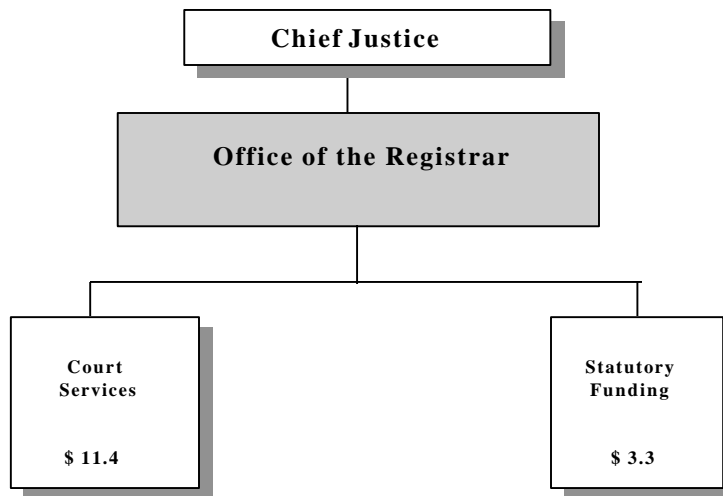 Chief Justice
Office of the Registrar
Court
Services
$ 11.4
Statutory
Funding
$ 3.3